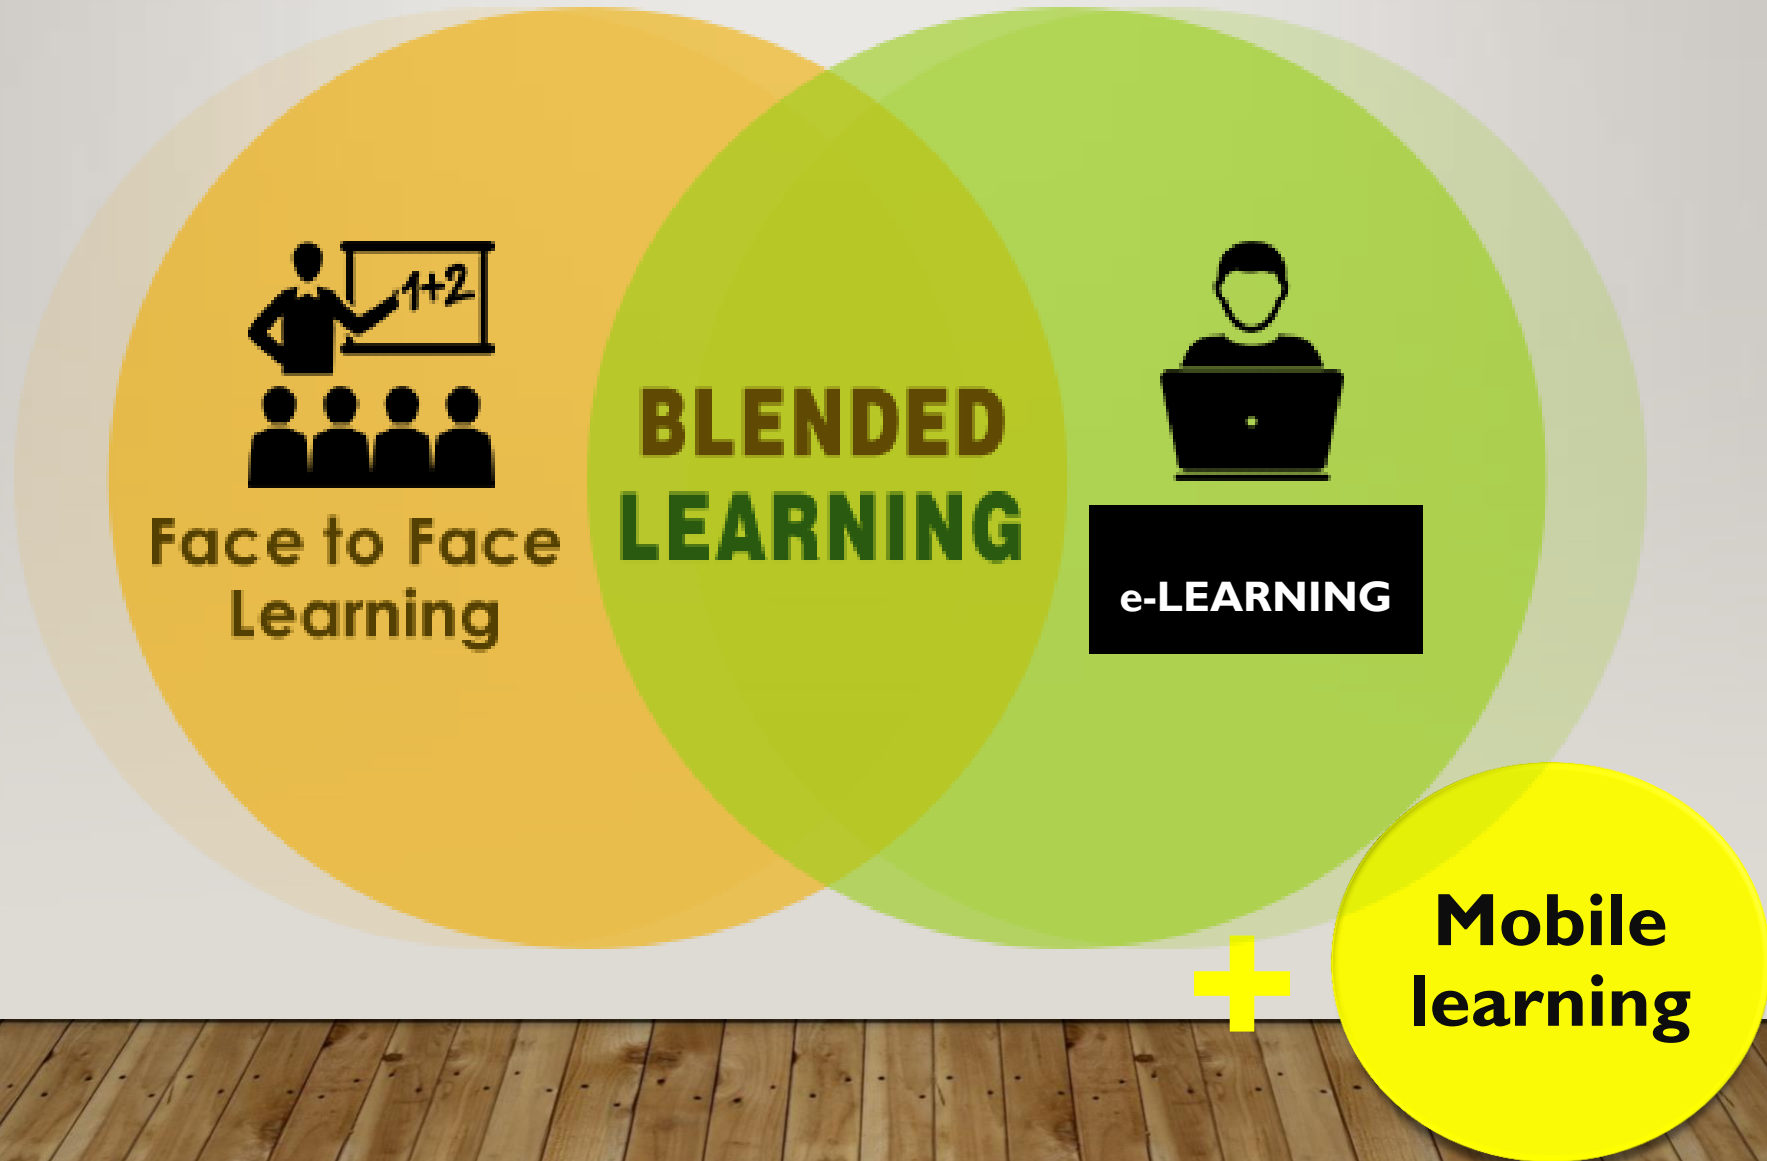 1+2
Face to Face
Learning
BLENDED
LEARNING
e-LEARNING
+
Mobile
learning